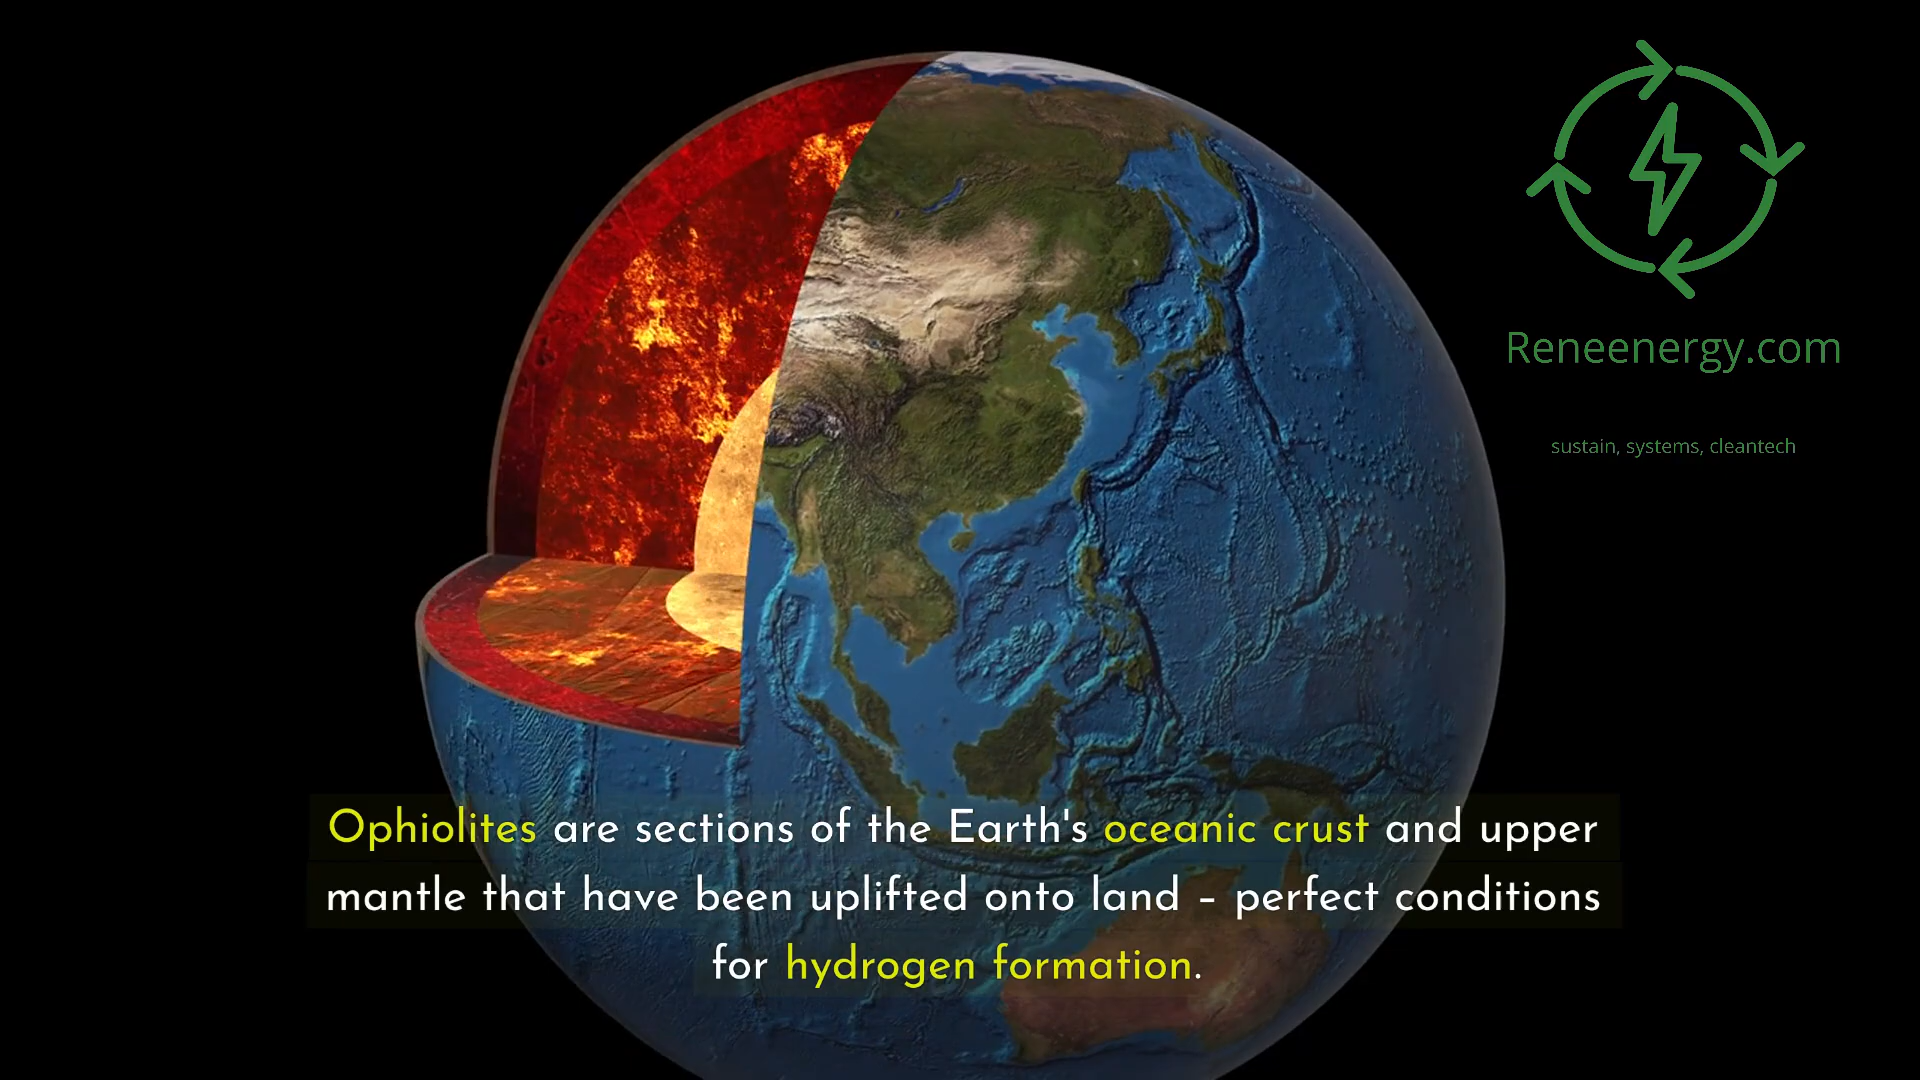 Reneenergy.com
sustain, systems, cleantech
Ophiolites are sections of the Earth's oceanic crust and upper
mantle that have been uplifted onto land – perfect conditions
for hydrogen formation.